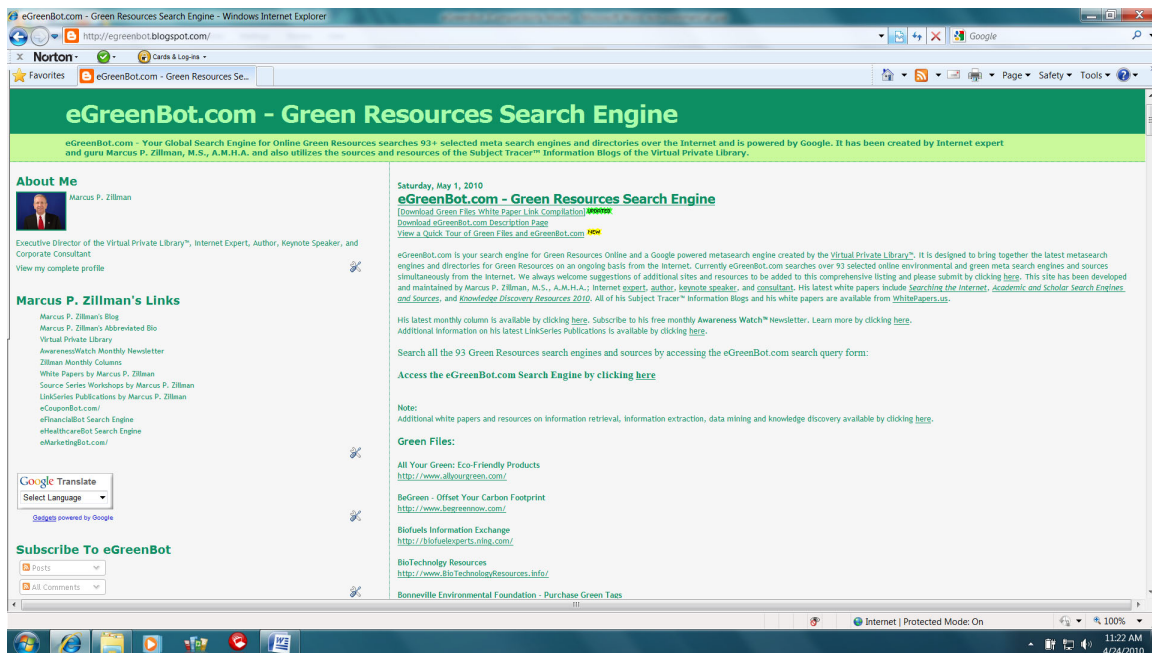 eGreenBot.com - Green Resources Search Engine - Windows Internet Explorer
http://egreenbot.blogspot.com/
Google
x Norton
Cards & Log-ins
Favorites
eGreenBot.com - Green Resources Se...
Page
Safety
Tools
eGreenBot.com - Green Resources Search Engine
eGreenBot.com - Your Global Search Engine for Online Green Resources searches 93+ selected meta search engines and directories over the Internet and is powered by Google. It has been created by Internet expert
and guru Marcus P. Zillman, M.S., A.M.H.A. and also utilizes the sources and resources of the Subject Tracer™ Information Blogs of the Virtual Private Library.
About Me
Marcus P. Zillman
Executive Director of the Virtual Private Library™, Internet Expert, Author, Keynote Speaker, and
Corporate Consultant
View my complete profile
Marcus P. Zillman's Links
Marcus P. Zillman's Blog
Marcus P. Zillman's Abbreviated Bio
Virtual Private Library
AwarenessWatch Monthly Newsletter
Zillman Monthly Columns
White Papers by Marcus P. Zillman
Source Series Workshops by Marcus P. Zillman
LinkSeries Publications by Marcus P. Zillman
eCouponBot.com/
eFinancialBot Search Engine
eHealthcareBot Search Engine
eMarketingBot.com/
Google Translate
Select Language
Gadgets powered by Google
Subscribe To eGreenBot
Posts
All Comments
Saturday, May 1, 2010
eGreenBot.com - Green Resources Search Engine
[Download Green Files White Paper Link Compilation] UPDATED
Download eGreenBot.com Description Page
View a Quick Tour of Green Files and eGreenBot.com NEW
eGreenBot.com is your search engine for Green Resources Online and a Google powered metasearch engine created by the Virtual Private Library™. It is designed to bring together the latest metasearch
engines and directories for Green Resources on an ongoing basis from the Internet. Currently eGreenBot.com searches over 93 selected online environmental and green meta search engines and sources
simultaneously from the Internet. We always welcome suggestions of additional sites and resources to be added to this comprehensive listing and please submit by clicking here. This site has been developed
and maintained by Marcus P. Zillman, M.S., A.M.H.A.; Internet expert, author, keynote speaker, and consultant. His latest white papers include Searching the Internet, Academic and Scholar Search Engines
and Sources, and Knowledge Discovery Resources 2010. All of his Subject Tracer™ Information Blogs and his white papers are available from WhitePapers.us.
His latest monthly column is available by clicking here. Subscribe to his free monthly Awareness Watch™ Newsletter. Learn more by clicking here.
Additional information on his latest LinkSeries Publications is available by clicking here.
Search all the 93 Green Resources search engines and sources by accessing the eGreenBot.com search query form:
Access the eGreenBot.com Search Engine by clicking here
Note:
Additional white papers and resources on information retrieval, information extraction, data mining and knowledge discovery available by clicking here.
Green Files:
All Your Green: Eco-Friendly Products
http://www.allyourgreen.com/
BeGreen - Offset Your Carbon Footprint
http://www.begreennow.com/
Biofuels Information Exchange
http://biofuelexperts.ning.com/
BioTechnolgy Resources
http://www.BioTechnologyResources.info/
Bonneville Environmental Foundation - Purchase Green Tags
Internet | Protected Mode: On
100%
11:22 AM
4/24/2010